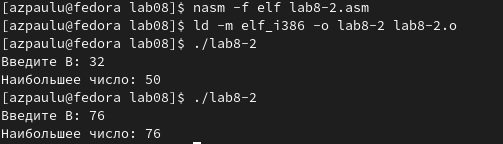 [azpaulu@fedora lab08]$ nasm -f elf lab8-2.asm
[azpaulu@fedora lab08]$ ld -m elf_i386 -o lab8-2 lab8-2.o
[azpaulu@fedora lab08]$ ./lab8-2
Введите В: 32
Наибольшее число: 50
[azpaulu@fedora lab08]$ ./lab8-2
Введите В: 76
Наибольшее число: 76